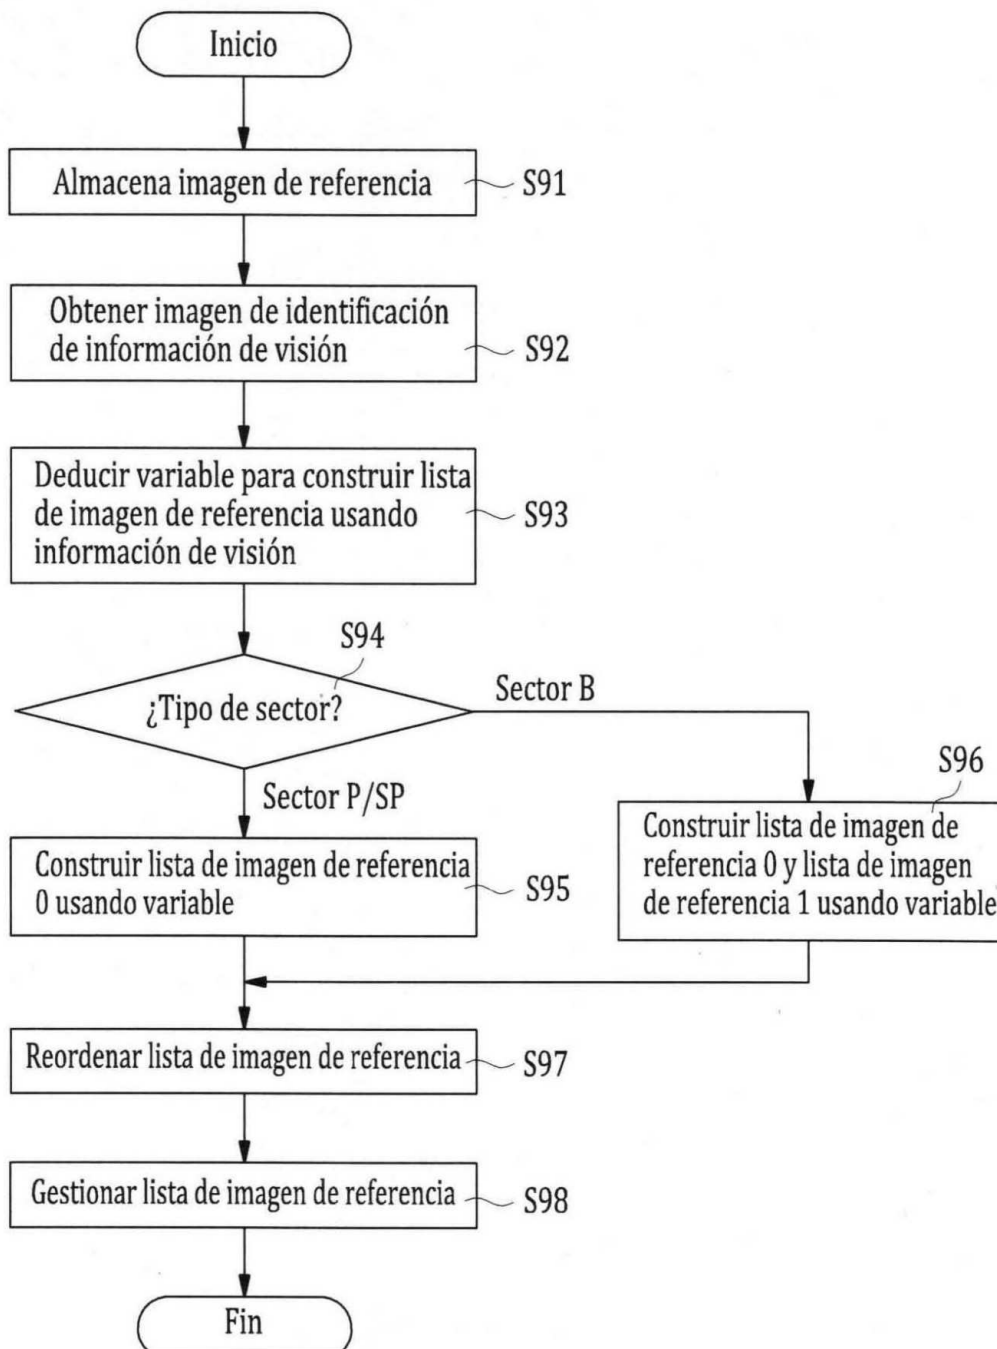 Inicio
Almacena imagen de referencia
S91
Obtener imagen de identificación
de información de visión
S92
Deducir variable para construir lista
de imagen de referencia usando
información de visión
S93
S94
¿Tipo de sector?
Sector B
Sector P/SP
S96
Construir lista de imagen de referencia
0 usando variable
S95
Construir lista de imagen de
referencia 0 y lista de imagen
de referencia 1 usando variable
Reordenar lista de imagen de referencia
S97
Gestionar lista de imagen de referencia
S98
Fin